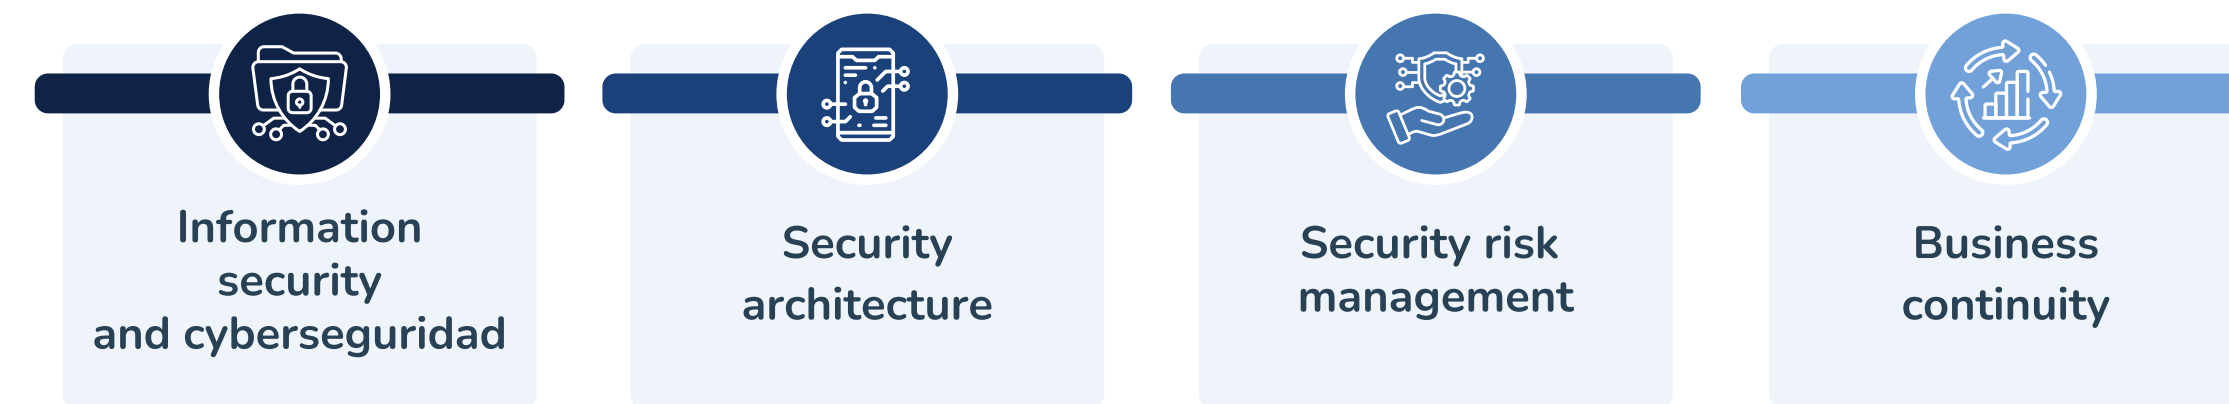 Information
security
and cyberseguridad
Security
architecture
Security risk
management
Business
continuity